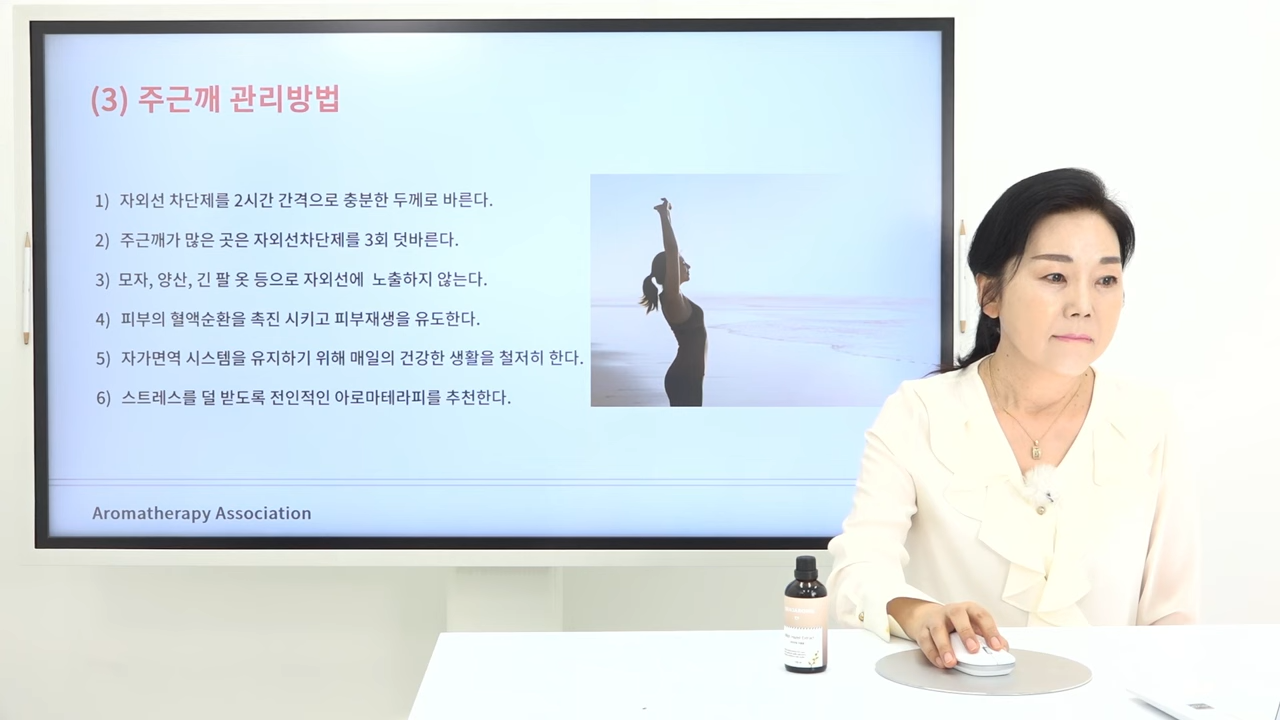 (3) 주근깨 관리방법
1) 자외선 차단제를 2시간 간격으로 충분한 두께로 바른다.
2) 주근깨가 많은 곳은 자외선차단제를 3회 덧바른다.
3) 모자, 양산, 긴 팔 옷 등으로 자외선에 노출하지 않는다.
4) 피부의 혈액순환을 촉진 시키고 피부재생을 유도한다.
5) 자가면역 시스템을 유지하기 위해 매일의 건강한 생활을 철저히 한다.
6) 스트레스를 덜 받도록 전인적인 아로마테라피를 추천한다.
Aromatherapy Association